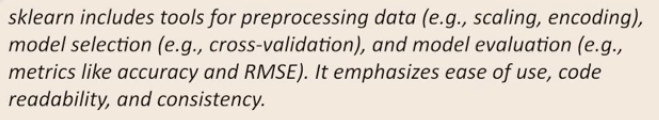 sklearn includes tools for preprocessing data (e.g., scaling, encoding),
model selection (e.g., cross-validation), and model evaluation (e.g.,
metrics like accuracy and RMSE). It emphasizes ease of use, code
readability, and consistency.